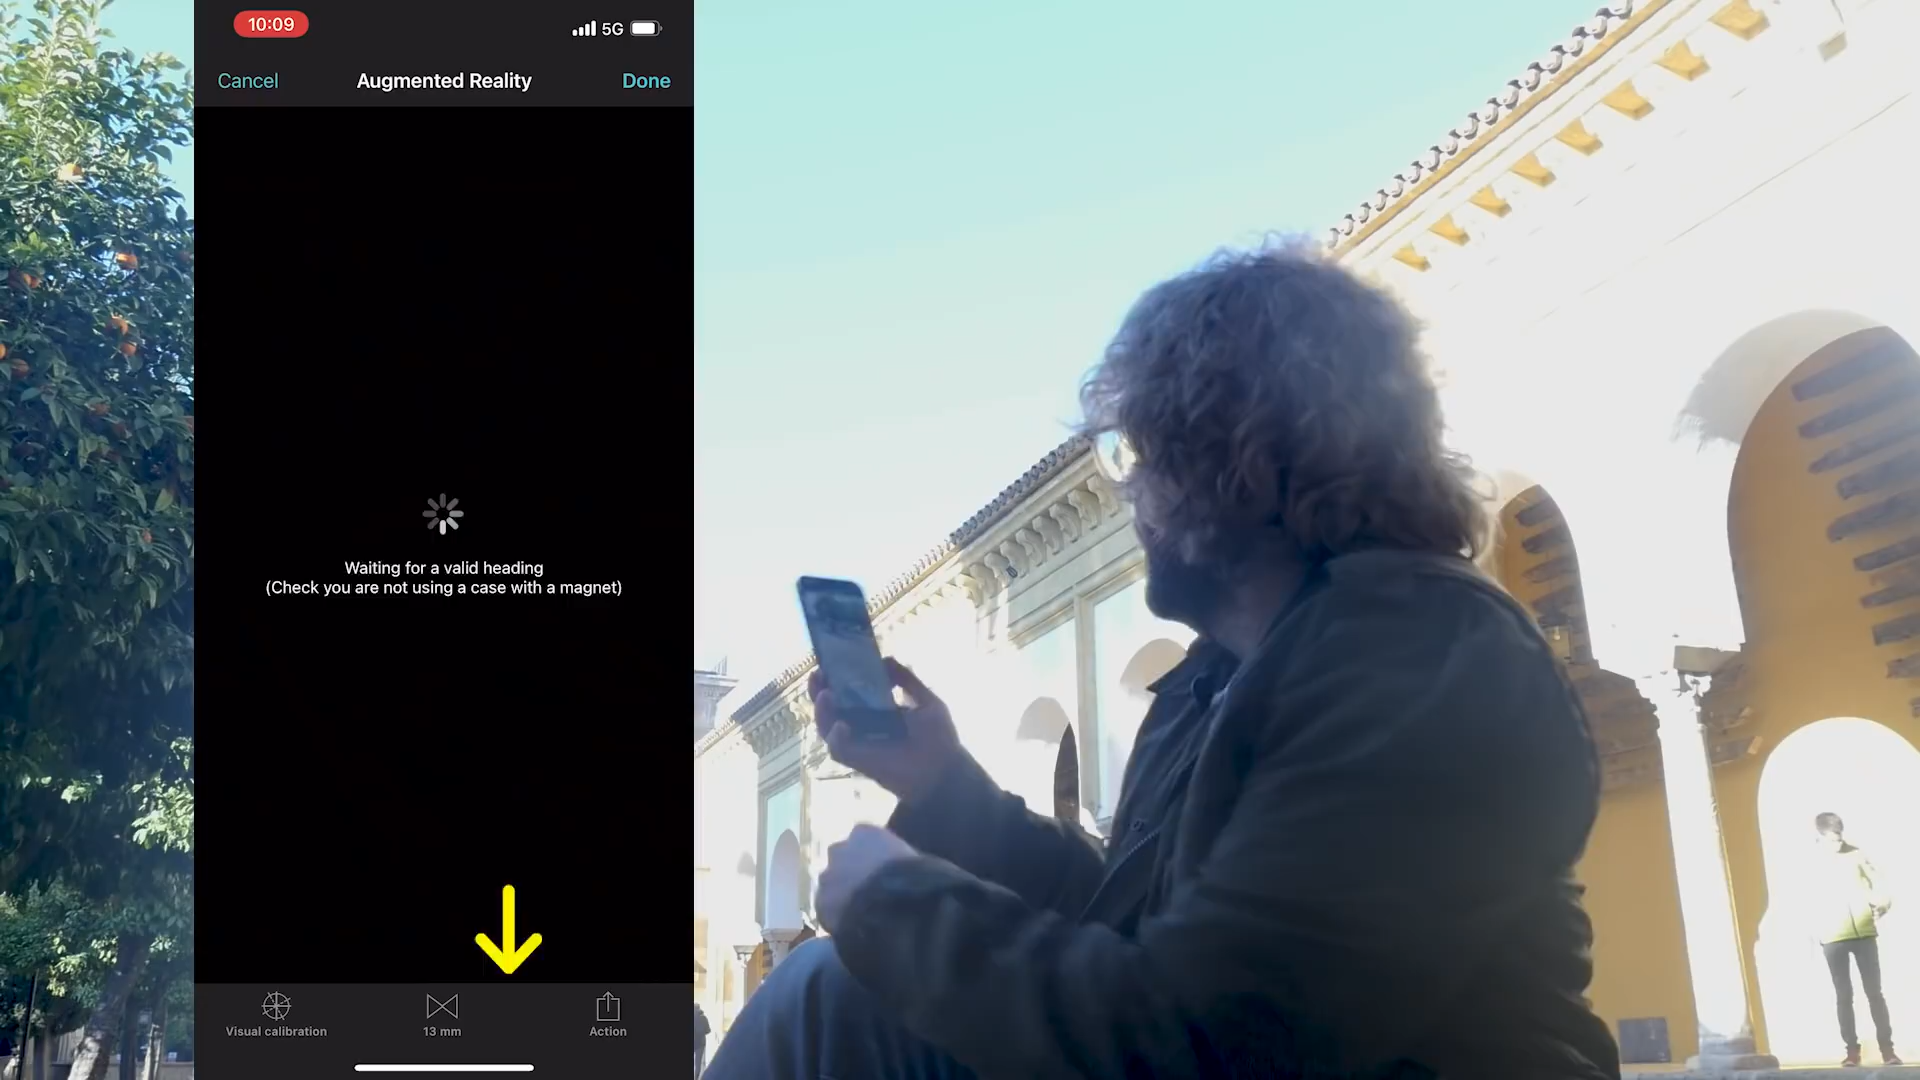 10:09
5G
Cancel
Augmented Reality
Done
Waiting for a valid heading
(Check you are not using a case with a magnet)
Visual calibration
13 mm
Action